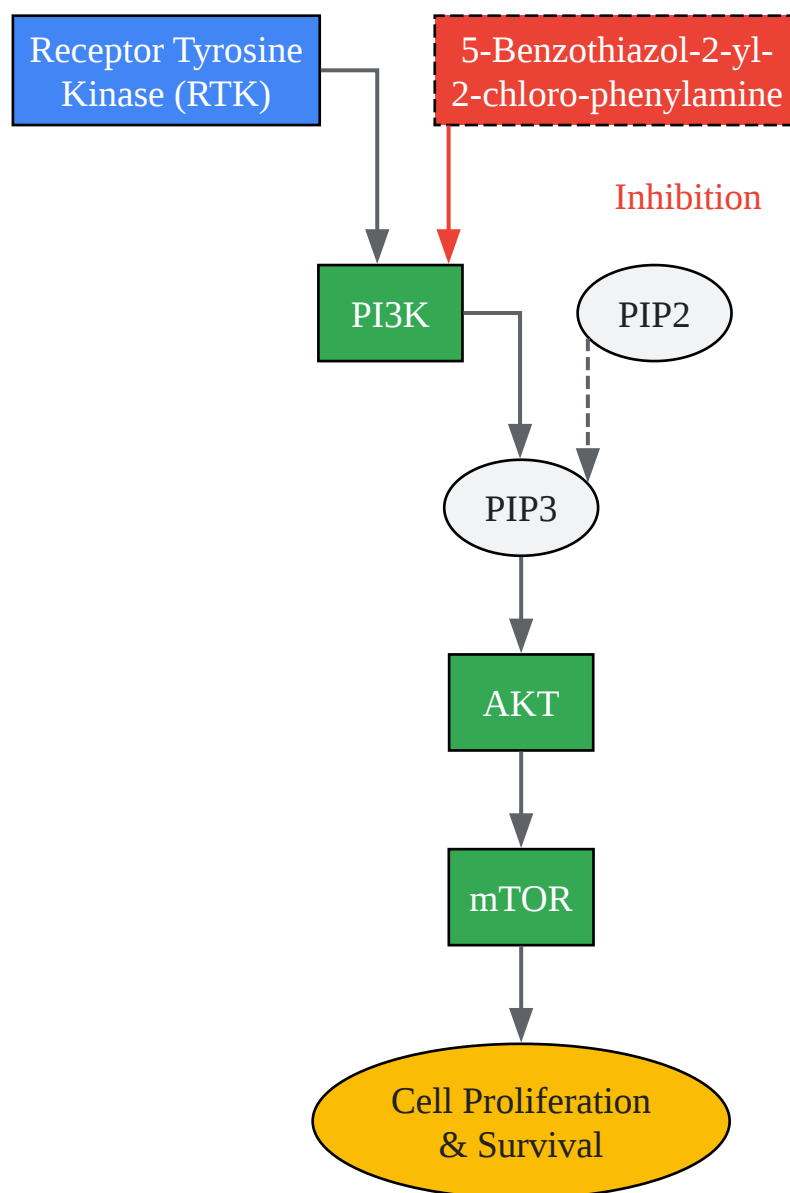 Receptor Tyrosine
Kinase (RTK)
5-Benzothiazol-2-yl-
2-chloro-phenylamine
Inhibition
PI3K
PIP2
PIP3
AKT
mTOR
Cell Proliferation
& Survival